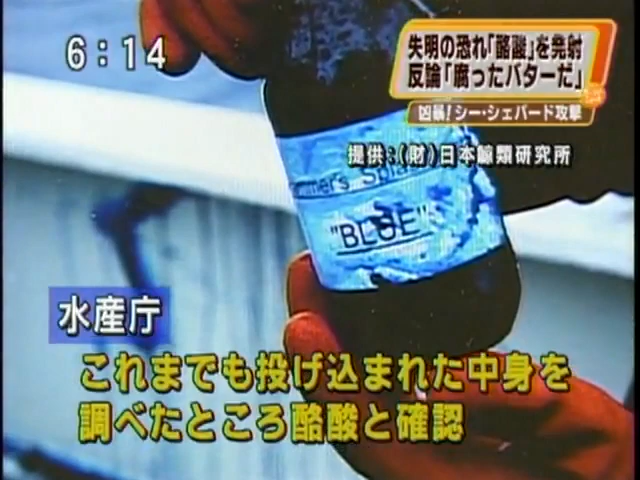 6:14
失明の恐れ「酪酸」を発射
反論「腐ったバターだ」
凶暴!シー・シェパード攻撃
提供:(財)日本鯨類研究所
"BLUE"
水産庁
これまでも投げ込まれた中身を
調べたところ酪酸と確認